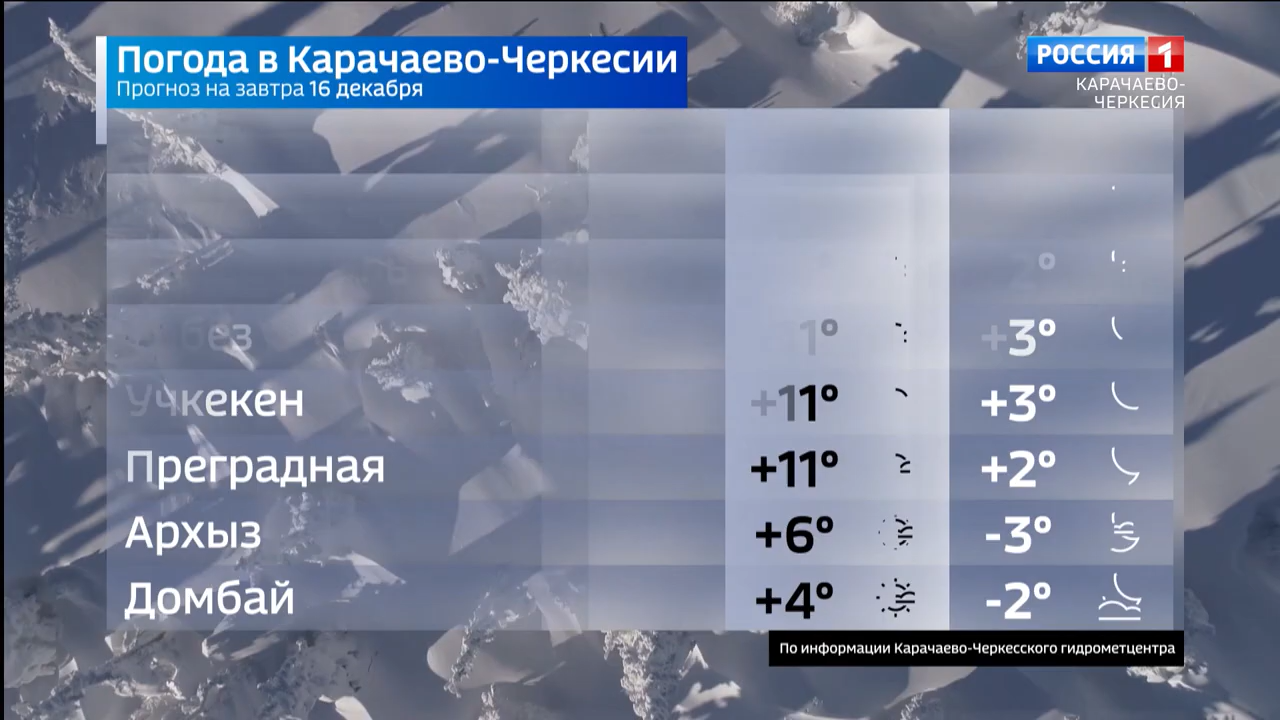 Погода в Карачаево-Черкесии
Прогноз на завтра 16 декабря
РОССИЯ 1
КАРАЧАЕВО-
ЧЕРКЕСИЯ
+3°
Учкекен +11° +3°
Преградная +11° +2°
Архыз +6° -3°
Домбай +4° -2°
По информации Карачаево-Черкесского гидрометцентра